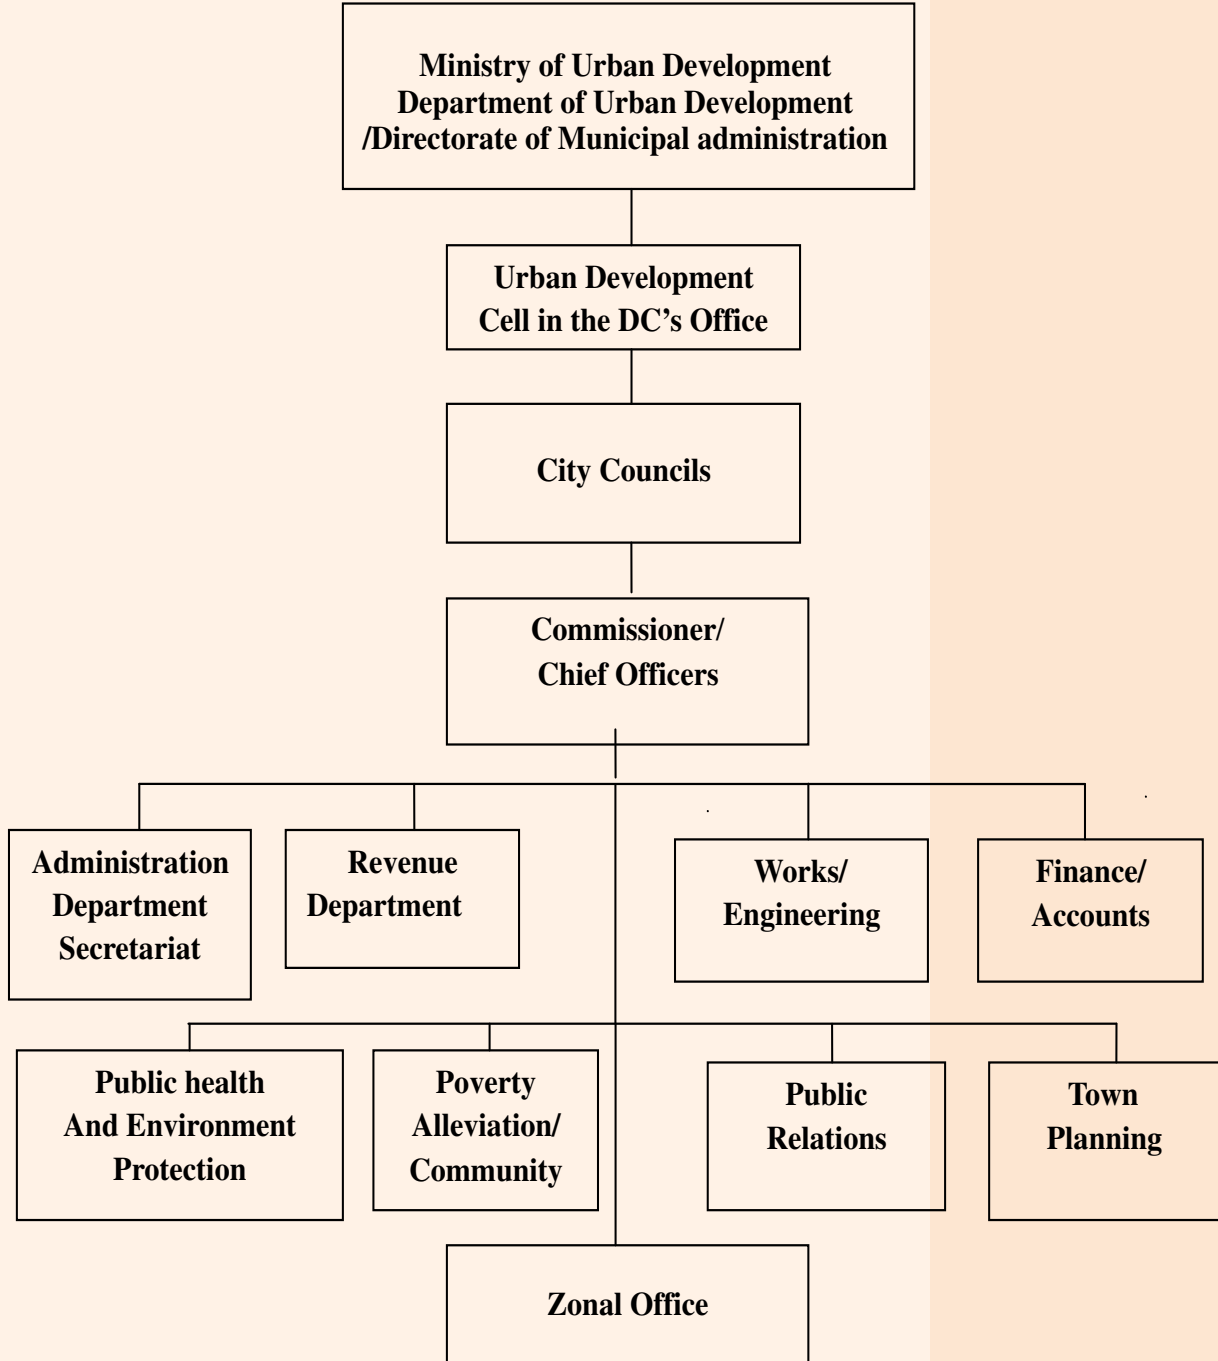 Ministry of Urban Development
Department of Urban Development
/Directorate of Municipal administration
Urban Development
Cell in the DC’s Office
City Councils
Commissioner/
Chief Officers
Administration
Department
Secretariat
Revenue
Department
Works/
Engineering
Finance/
Accounts
Public health
And Environment
Protection
Poverty
Alleviation/
Community
Public
Relations
Town
Planning
Zonal Office